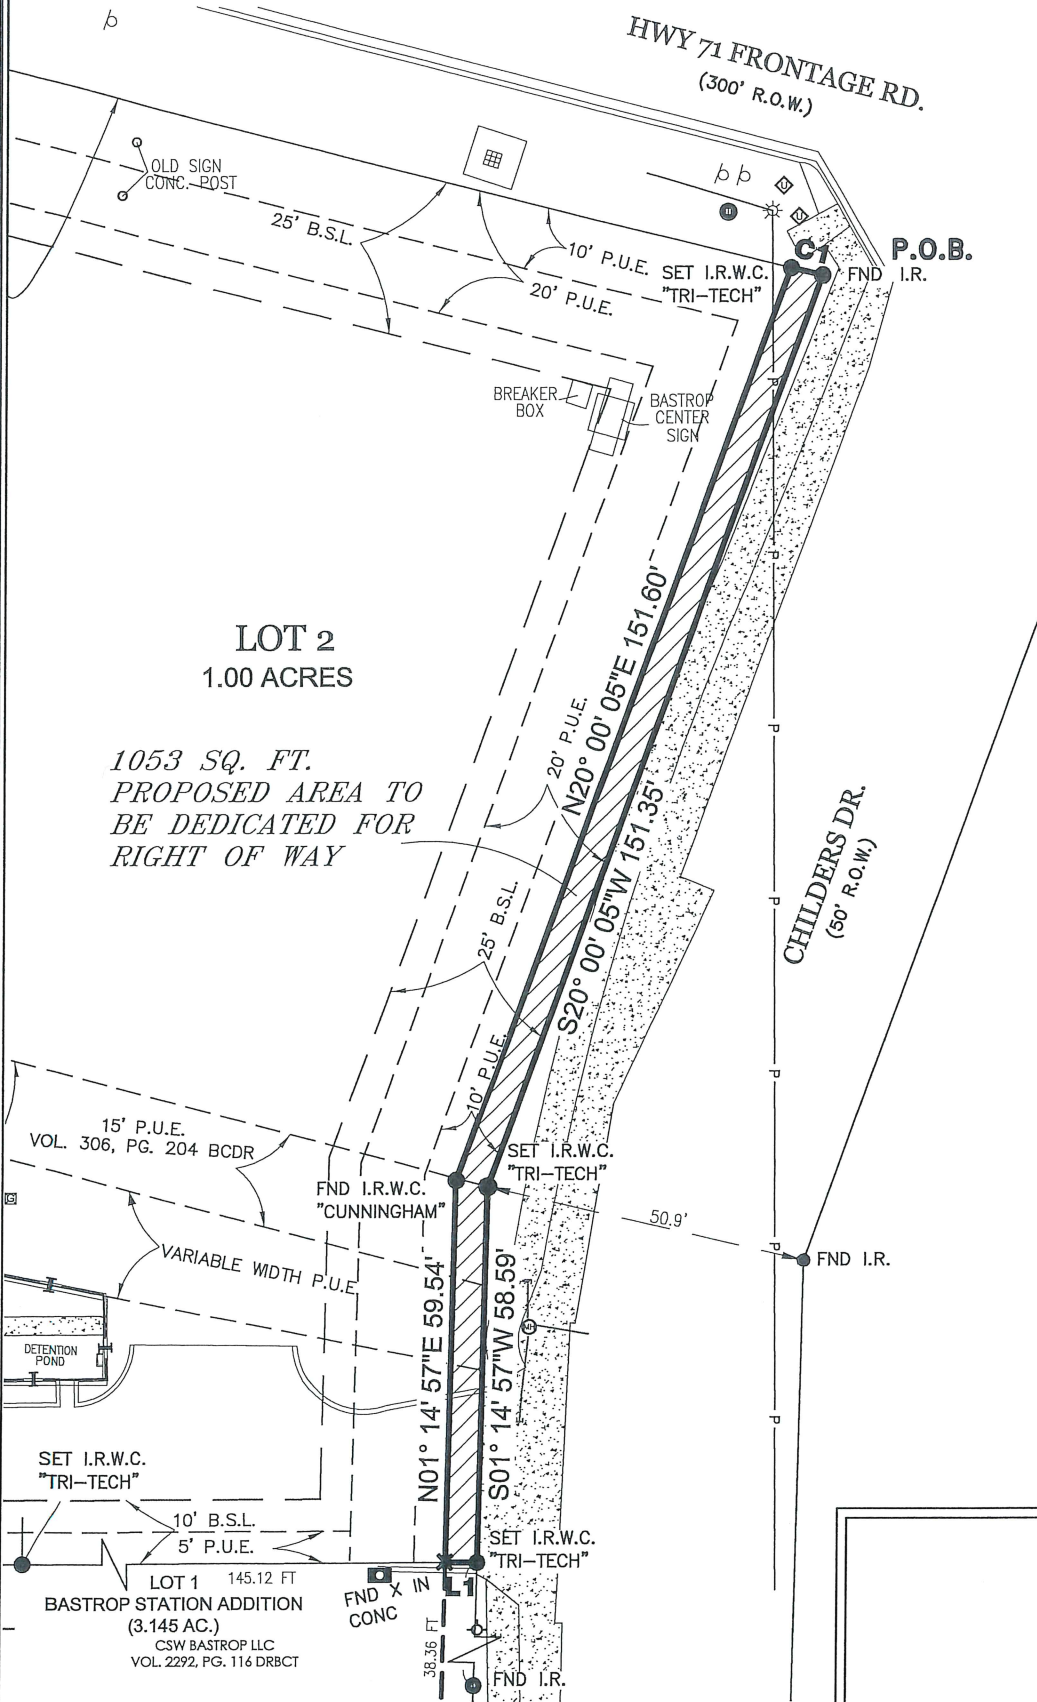 HWY 71 FRONTAGE RD.
(300' R.O.W.)
OLD SIGN
CONC. POST
25' B.S.L.
10' P.U.E.
20' P.U.E.
SET I.R.W.C.
"TRI-TECH"
C1
P.O.B.
FND I.R.
BREAKER
BOX
BASTROP
CENTER
SIGN
LOT 2
1.00 ACRES
1053 SQ. FT.
PROPOSED AREA TO
BE DEDICATED FOR
RIGHT OF WAY
N20° 00' 05"E 151.60'
20' P.U.E.
S20° 00' 05"W 151.35'
25' B.S.L.
10' P.U.E.
CHILDERS DR.
(50' R.O.W.)
15' P.U.E.
VOL. 306, PG. 204 BCDR
SET I.R.W.C.
"TRI-TECH"
FND I.R.W.C.
"CUNNINGHAM"
50.9'
FND I.R.
VARIABLE WIDTH P.U.E
N01° 14' 57"E 59.54'
S01° 14' 57"W 58.59'
G
MH
U
U
P
P
P
P
P
P
P
DETENTION
POND
SET I.R.W.C.
"TRI-TECH"
10' B.S.L.
5' P.U.E.
SET I.R.W.C.
"TRI-TECH"
L1
FND X IN
CONC
LOT 1
145.12 FT
BASTROP STATION ADDITION
(3.145 AC.)
CSW BASTROP LLC
VOL. 2292, PG. 116 DRBCT
38.36 FT
FND I.R.